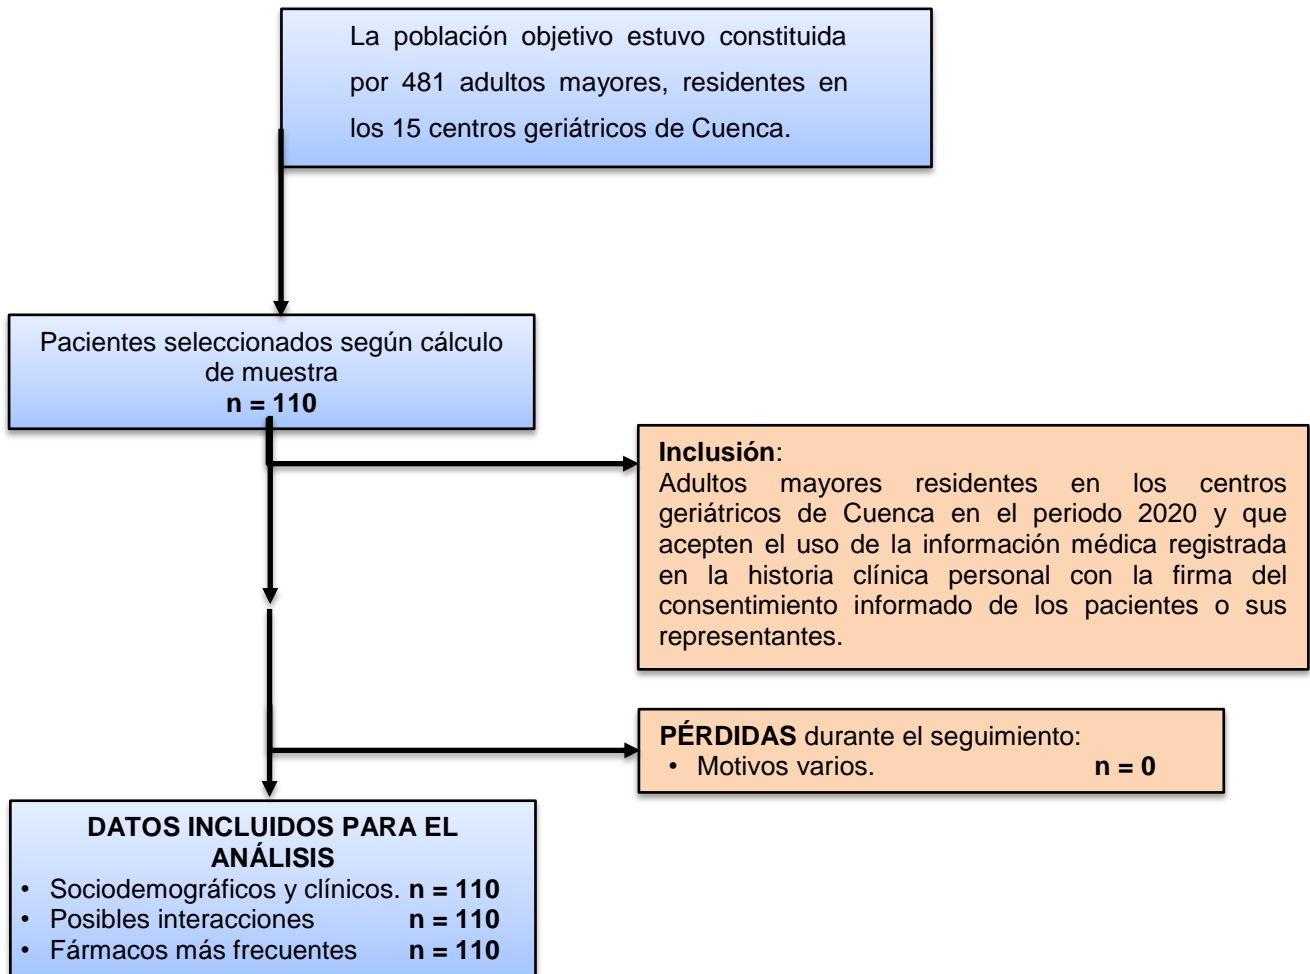 La población objetivo estuvo constituida
por 481 adultos mayores, residentes en
los 15 centros geriátricos de Cuenca.
Pacientes seleccionados según cálculo
de muestra
n = 110
Inclusión:
Adultos mayores residentes en los centros
geriátricos de Cuenca en el periodo 2020 y que
acepten el uso de la información médica registrada
en la historia clínica personal con la firma del
consentimiento informado de los pacientes o sus
representantes.
PÉRDIDAS durante el seguimiento:
• Motivos varios. n = 0
DATOS INCLUIDOS PARA EL
ANÁLISIS
• Sociodemográficos y clínicos. n = 110
• Posibles interacciones n = 110
• Fármacos más frecuentes n = 110